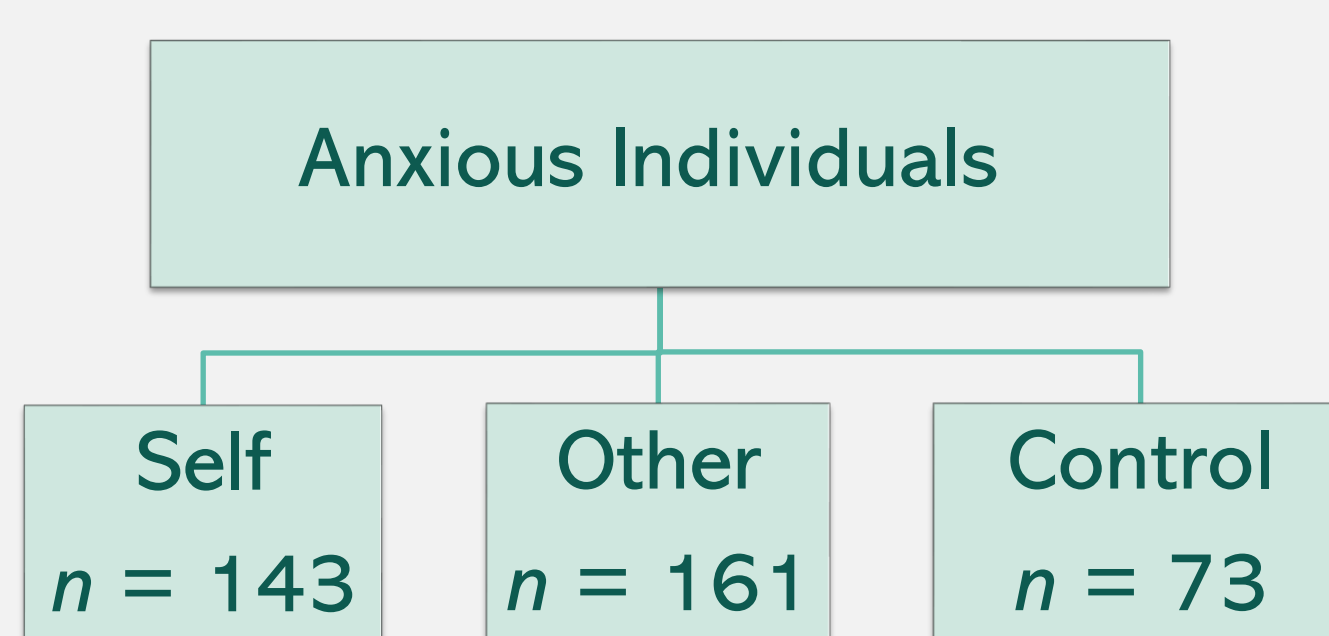 Anxious Individuals
Self
n = 143
Other
n = 161
Control
n = 73